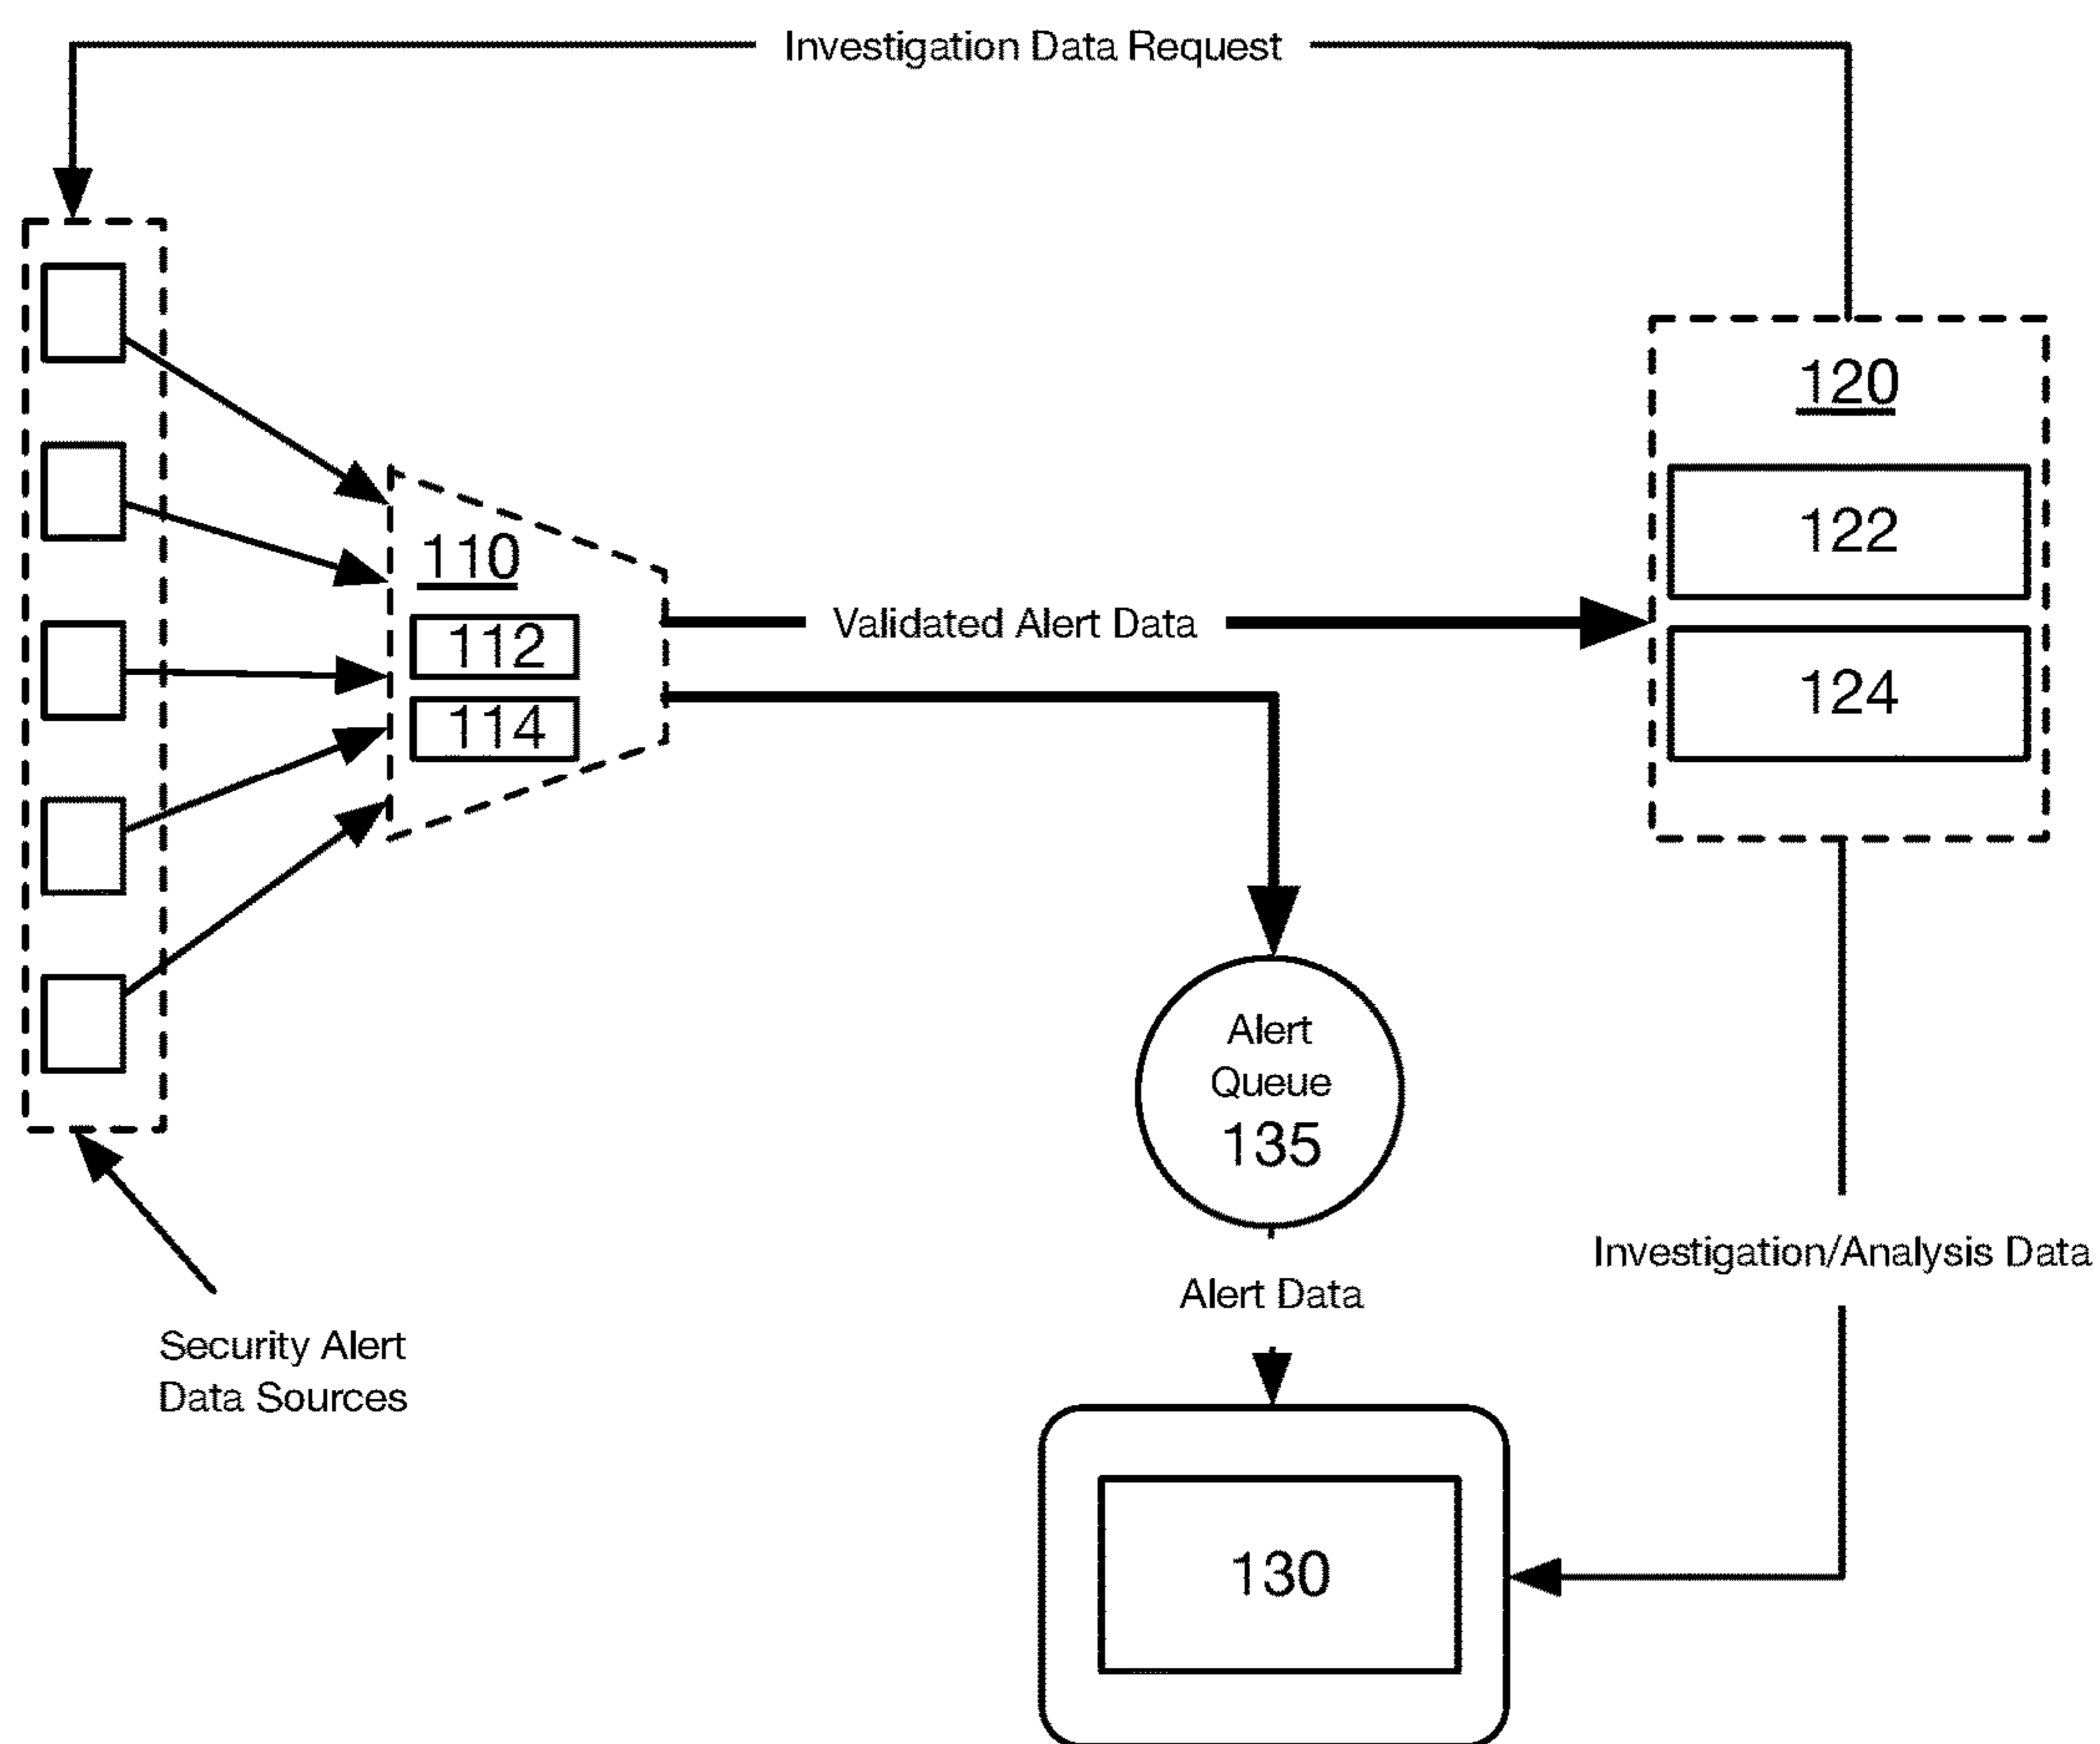 Investigation Data Request
120
122
110
Validated Alert Data
112
124
114
Alert
Queue
135
Investigation/Analysis Data
Alert Data
Security Alert
Data Sources
130